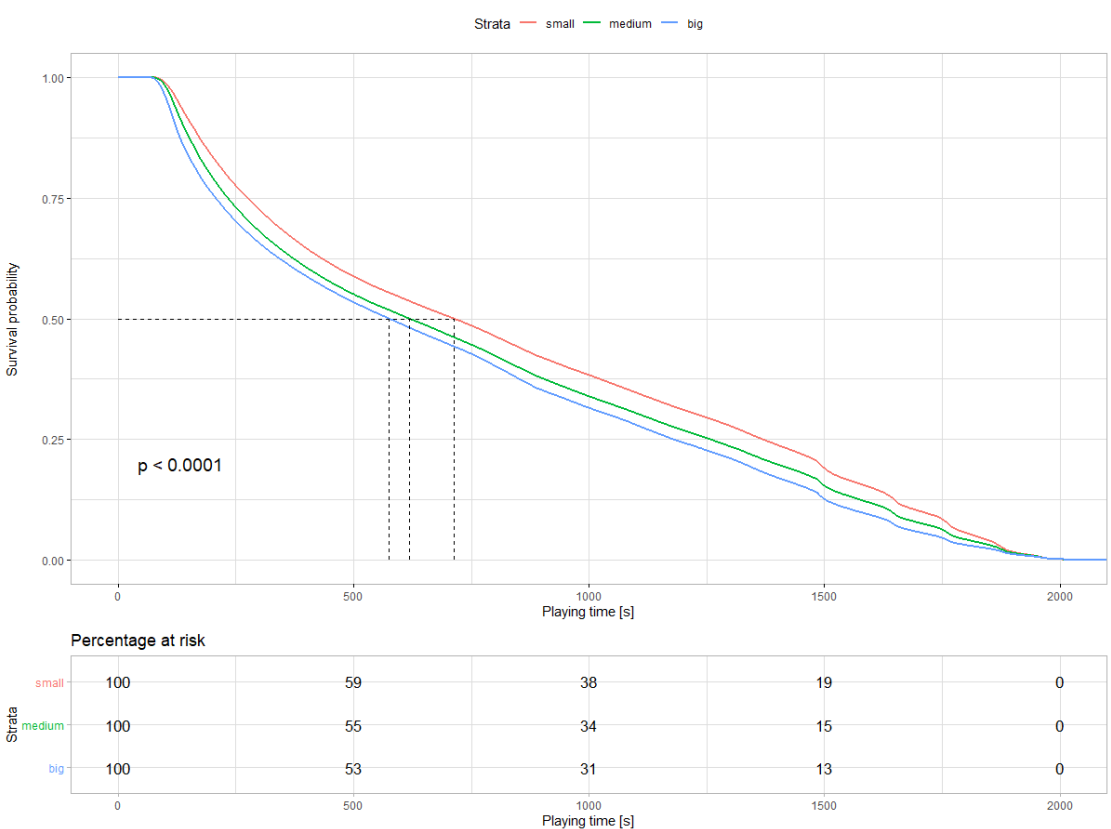 Strata small medium big
Survival probability
1.00
0.75
0.50
0.25
0.00
p < 0.0001
0 500 1000 1500 2000
Playing time [s]
Percentage at risk
Strata
small 100 59 38 19 0
medium 100 55 34 15 0
big 100 53 31 13 0
0 500 1000 1500 2000
Playing time [s]